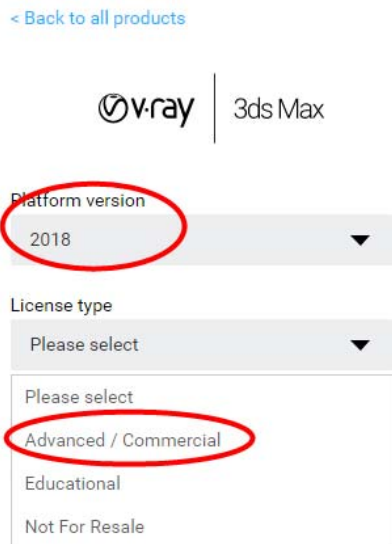 < Back to all products
v·ray | 3ds Max
Platform version
2018
License type
Please select
Please select
Advanced / Commercial
Educational
Not For Resale